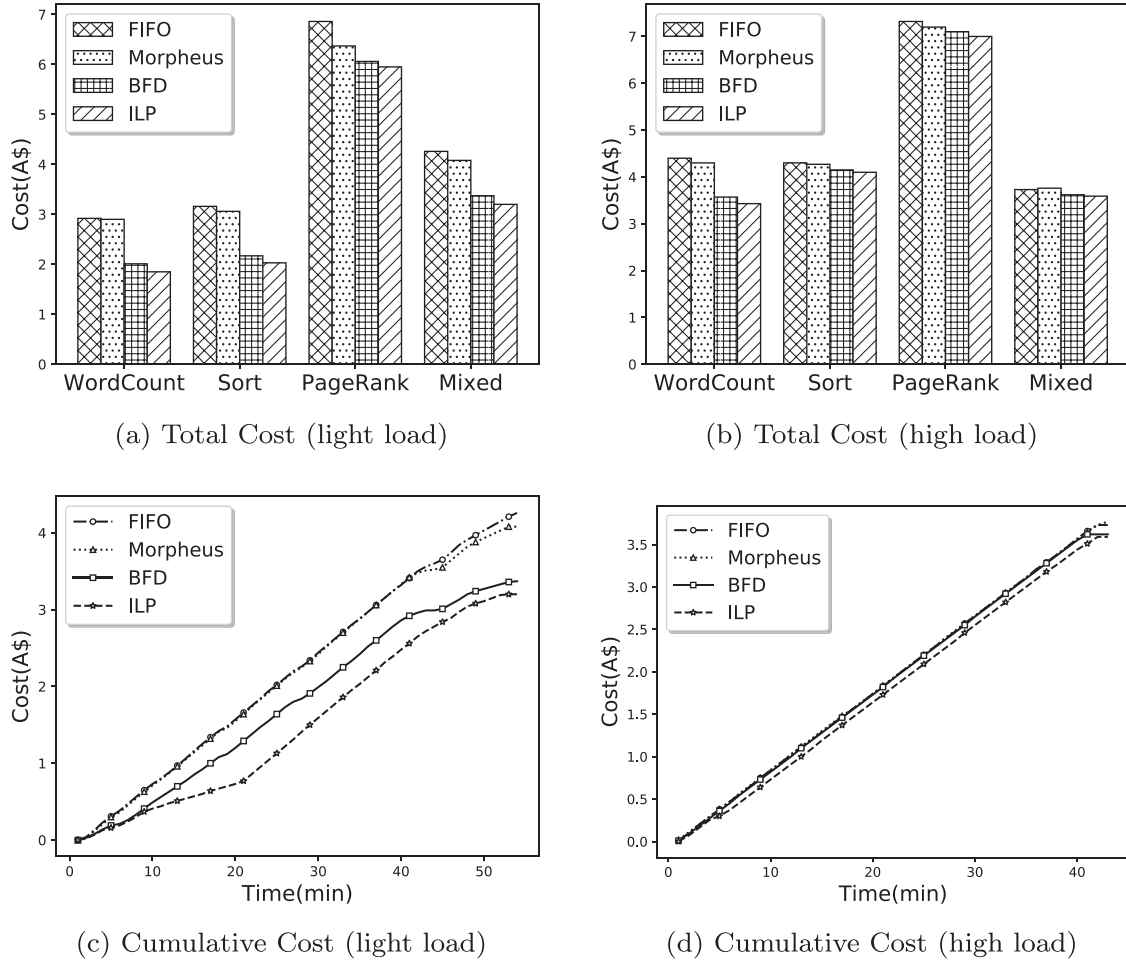 7
6
5
4
3
2
1
0
Cost(A$)
FIFO
Morpheus
BFD
ILP
WordCount Sort PageRank Mixed
(a) Total Cost (light load)
7
6
5
4
3
2
1
0
Cost(A$)
FIFO
Morpheus
BFD
ILP
WordCount Sort PageRank Mixed
(b) Total Cost (high load)
4
3
2
1
0
Cost(A$)
FIFO
Morpheus
BFD
ILP
0 10 20 30 40 50
Time(min)
(c) Cumulative Cost (light load)
3.5
3.0
2.5
2.0
1.5
1.0
0.5
0.0
Cost(A$)
FIFO
Morpheus
BFD
ILP
0 10 20 30 40
Time(min)
(d) Cumulative Cost (high load)